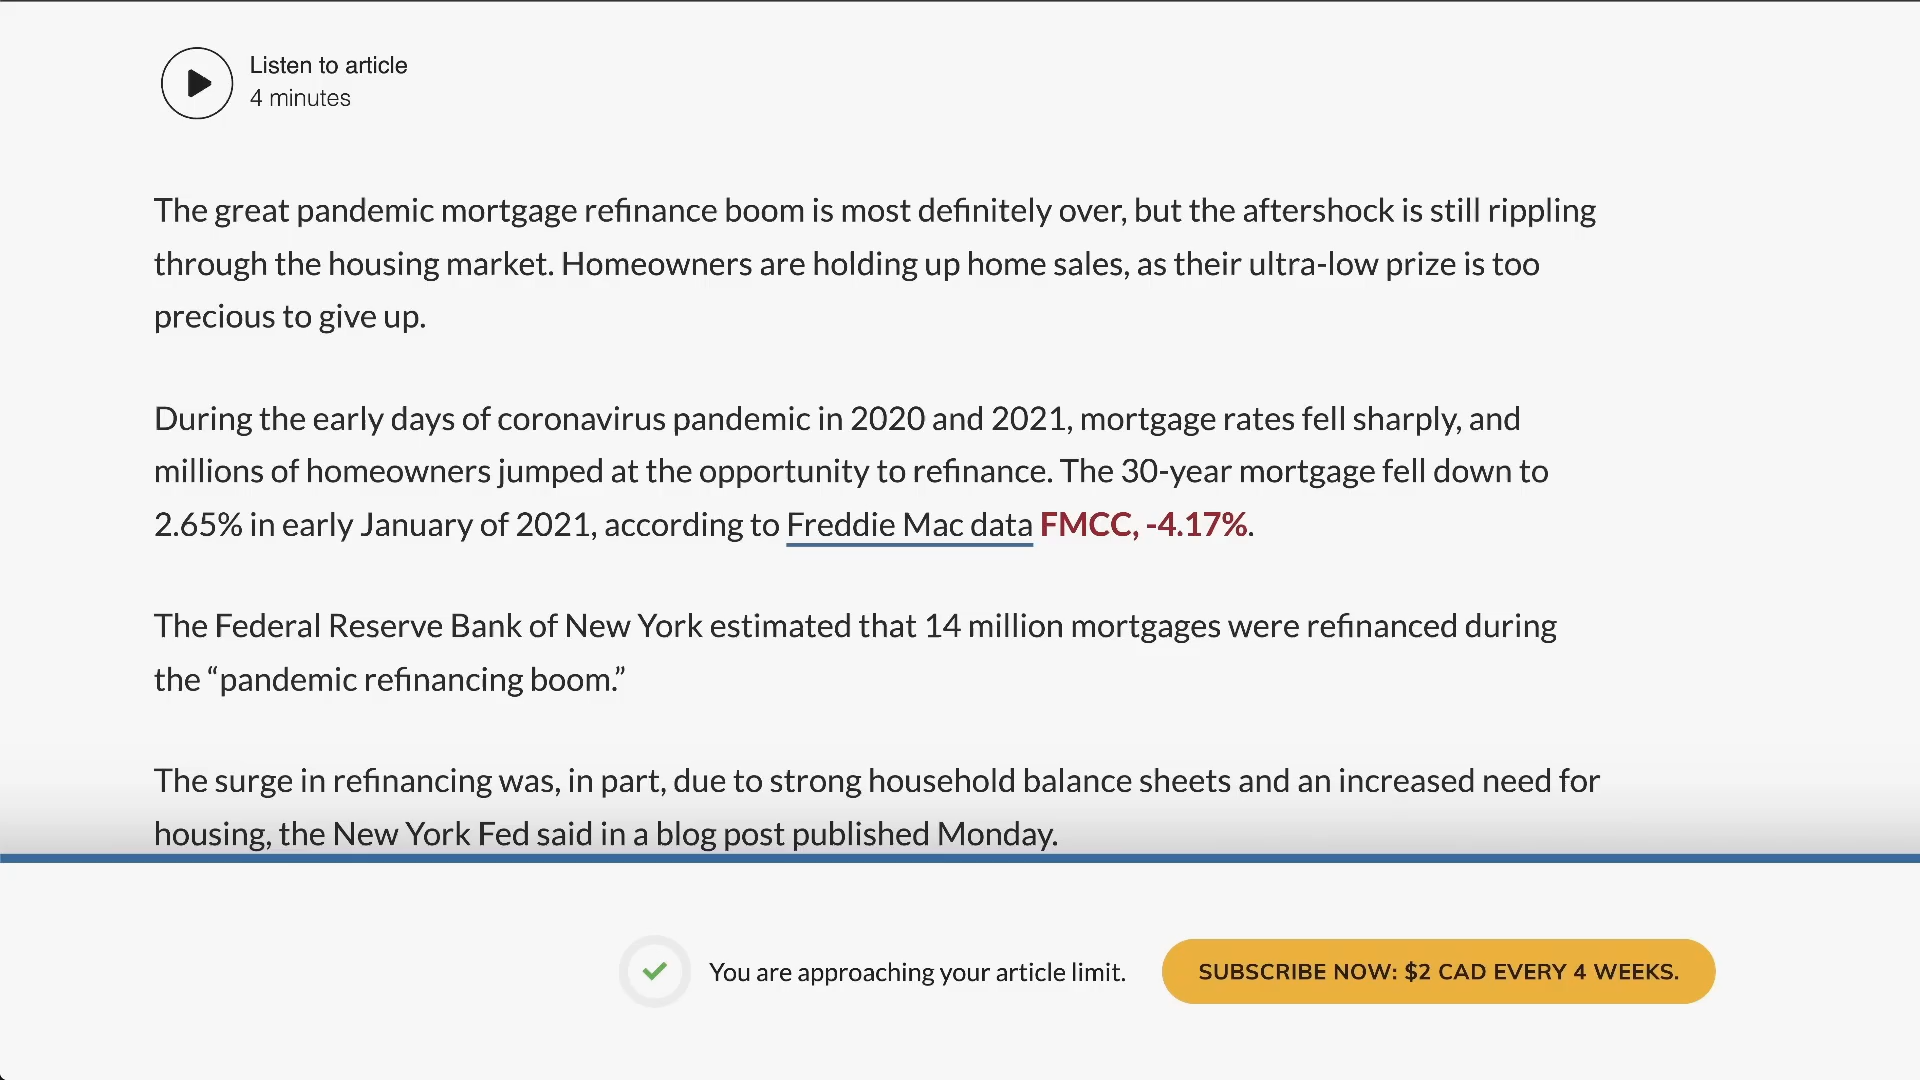 Listen to article
4 minutes
The great pandemic mortgage refinance boom is most definitely over, but the aftershock is still rippling
through the housing market. Homeowners are holding up home sales, as their ultra-low prize is too
precious to give up.
During the early days of coronavirus pandemic in 2020 and 2021, mortgage rates fell sharply, and
millions of homeowners jumped at the opportunity to refinance. The 30-year mortgage fell down to
2.65% in early January of 2021, according to Freddie Mac data FMCC, -4.17%.
The Federal Reserve Bank of New York estimated that 14 million mortgages were refinanced during
the “pandemic refinancing boom.”
The surge in refinancing was, in part, due to strong household balance sheets and an increased need for
housing, the New York Fed said in a blog post published Monday.
You are approaching your article limit.
SUBSCRIBE NOW: $2 CAD EVERY 4 WEEKS.